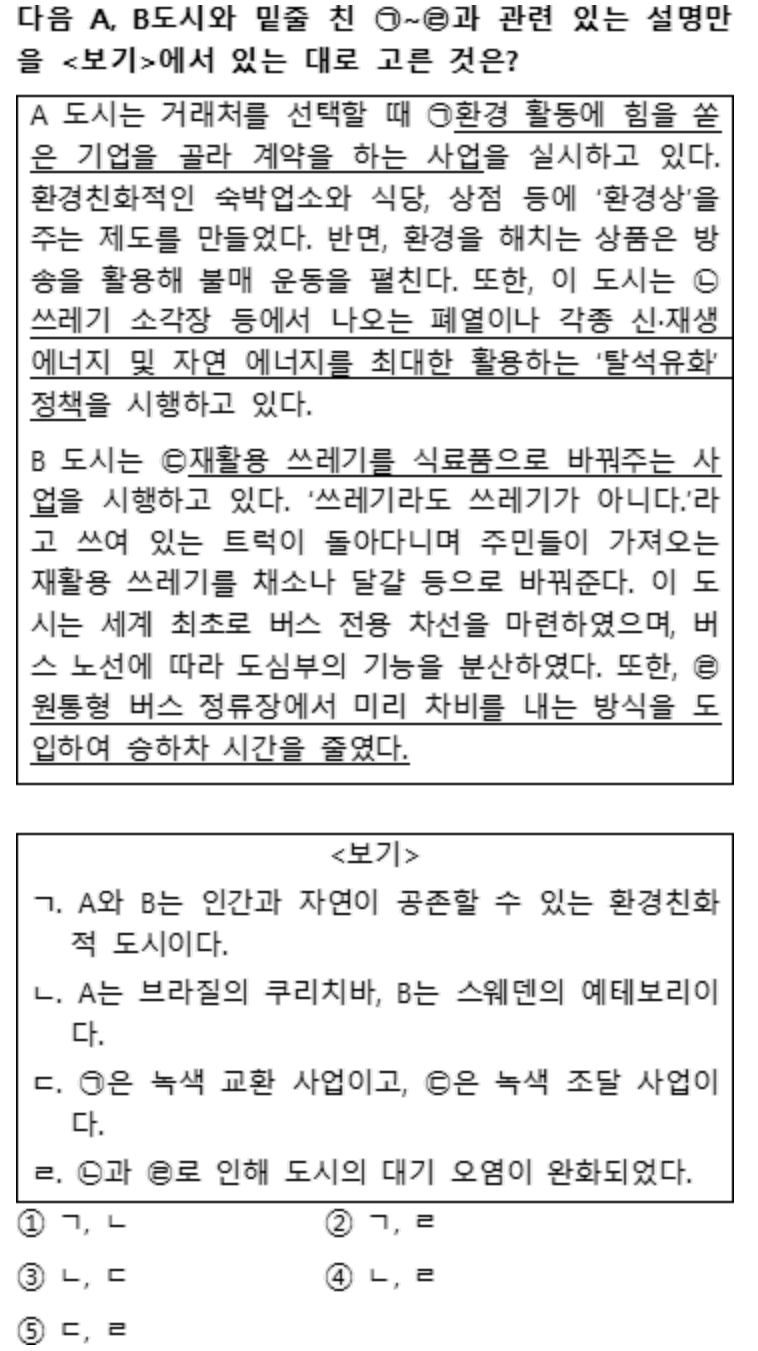 다음 A, B도시와 밑줄 친 ㉠~㉣과 관련 있는 설명만
을 <보기>에서 있는 대로 고른 것은?
A 도시는 거래처를 선택할 때 ㉠환경 활동에 힘을 쏟
은 기업을 골라 계약을 하는 사업을 실시하고 있다.
환경친화적인 숙박업소와 식당, 상점 등에 ‘환경상’을
주는 제도를 만들었다. 반면, 환경을 해치는 상품은 방
송을 활용해 불매 운동을 펼친다. 또한, 이 도시는 ㉡
쓰레기 소각장 등에서 나오는 폐열이나 각종 신·재생
에너지 및 자연 에너지를 최대한 활용하는 ‘탈석유화’
정책을 시행하고 있다.
B 도시는 ㉢재활용 쓰레기를 식료품으로 바꿔주는 사
업을 시행하고 있다. ‘쓰레기라도 쓰레기가 아니다.’라
고 쓰여 있는 트럭이 돌아다니며 주민들이 가져오는
재활용 쓰레기를 채소나 달걀 등으로 바꿔준다. 이 도
시는 세계 최초로 버스 전용 차선을 마련하였으며, 버
스 노선에 따라 도심부의 기능을 분산하였다. 또한, ㉣
원통형 버스 정류장에서 미리 차비를 내는 방식을 도
입하여 승하차 시간을 줄였다.
<보기>
ㄱ. A와 B는 인간과 자연이 공존할 수 있는 환경친화
적 도시이다.
ㄴ. A는 브라질의 쿠리치바, B는 스웨덴의 예테보리이
다.
ㄷ. ㉠은 녹색 교환 사업이고, ㉢은 녹색 조달 사업이
다.
ㄹ. ㉡과 ㉣로 인해 도시의 대기 오염이 완화되었다.
① ㄱ, ㄴ ② ㄱ, ㄹ
③ ㄴ, ㄷ ④ ㄴ, ㄹ
⑤ ㄷ, ㄹ